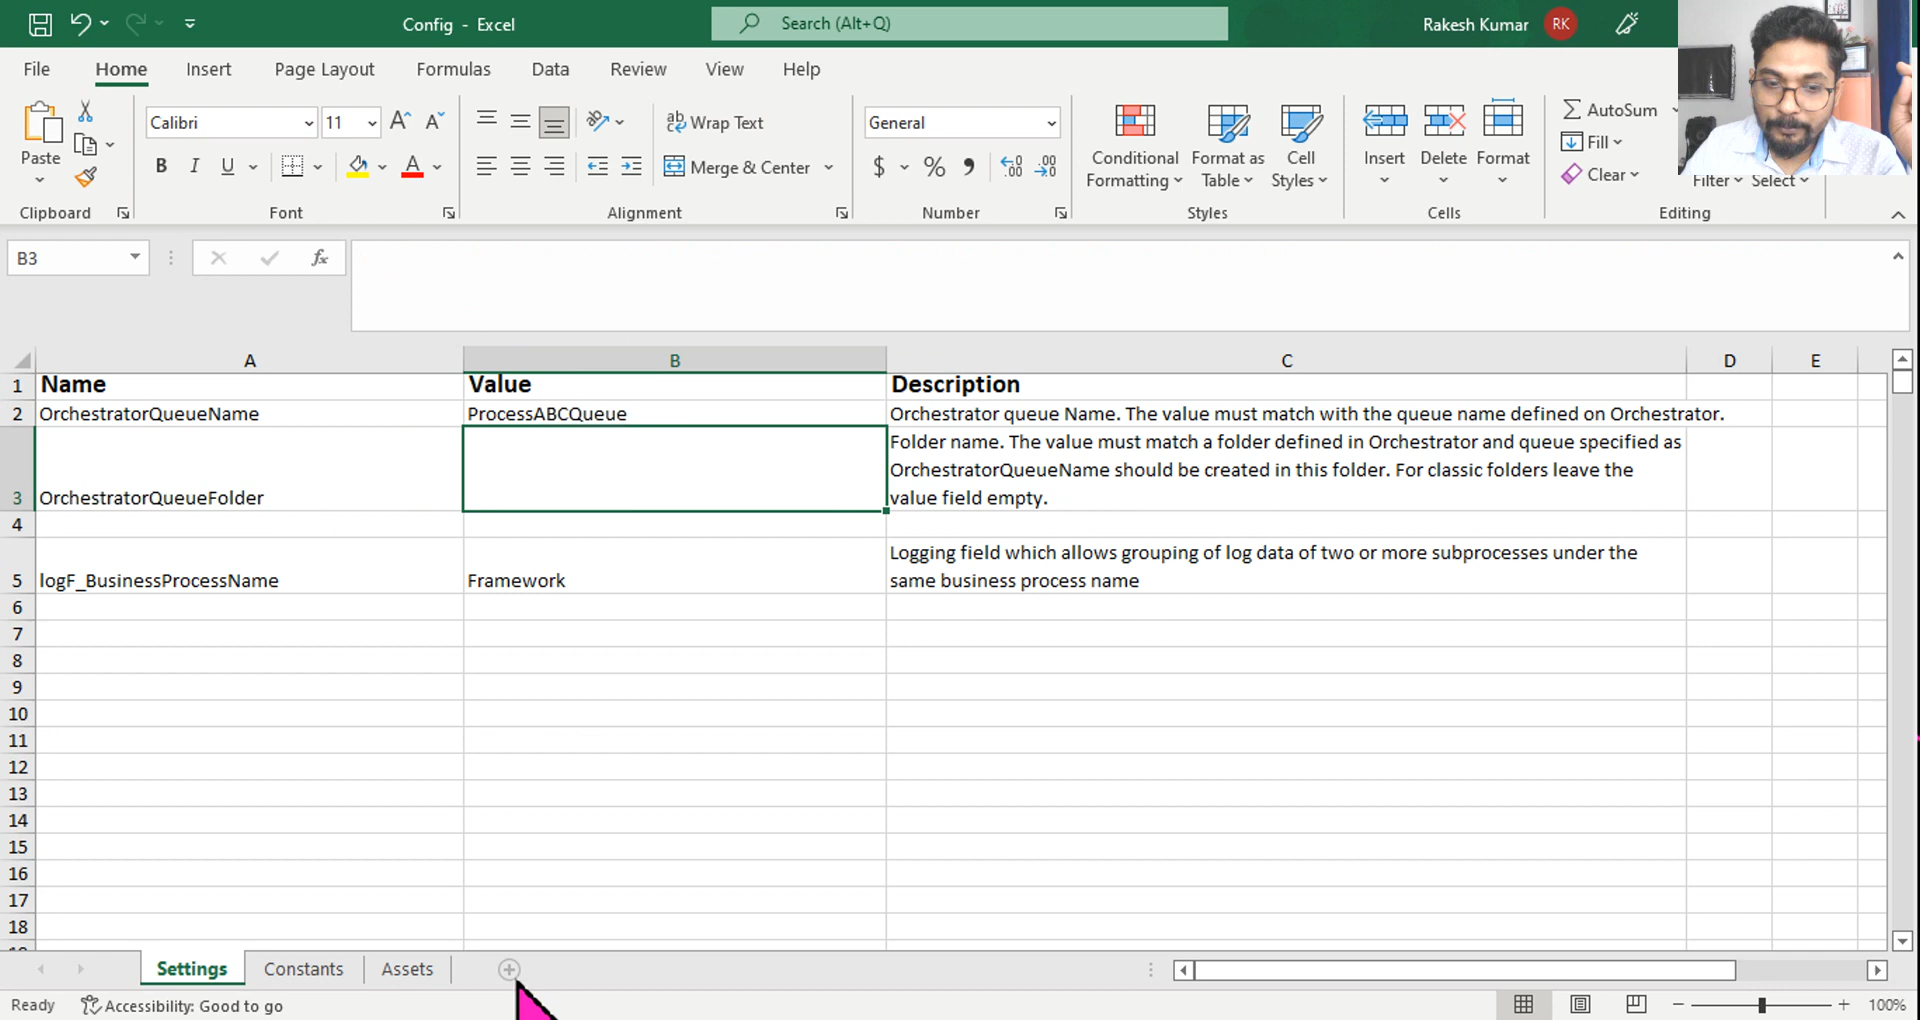 Config - Excel
Search (Alt+Q)
Rakesh Kumar RK
File Home Insert Page Layout Formulas Data Review View Help
Paste
Clipboard
Calibri 11
B I U
A
Font
Wrap Text
Merge & Center
Alignment
General
$ %
Number
Conditional Formatting
Format as Table
Cell Styles
Styles
Insert Delete Format
Cells
AutoSum
Fill
Clear
Filter Select
Editing
B3
fx
A B C D E
1 Name Value Description
2 OrchestratorQueueName ProcessABCQueue Orchestrator queue Name. The value must match with the queue name defined on Orchestrator.
Folder name. The value must match a folder defined in Orchestrator and queue specified as
OrchestratorQueueName should be created in this folder. For classic folders leave the
3 OrchestratorQueueFolder value field empty.
4
Logging field which allows grouping of log data of two or more subprocesses under the
5 logF_BusinessProcessName Framework same business process name
6
7
8
9
10
11
12
13
14
15
16
17
18
Settings Constants Assets
Ready Accessibility: Good to go 100%